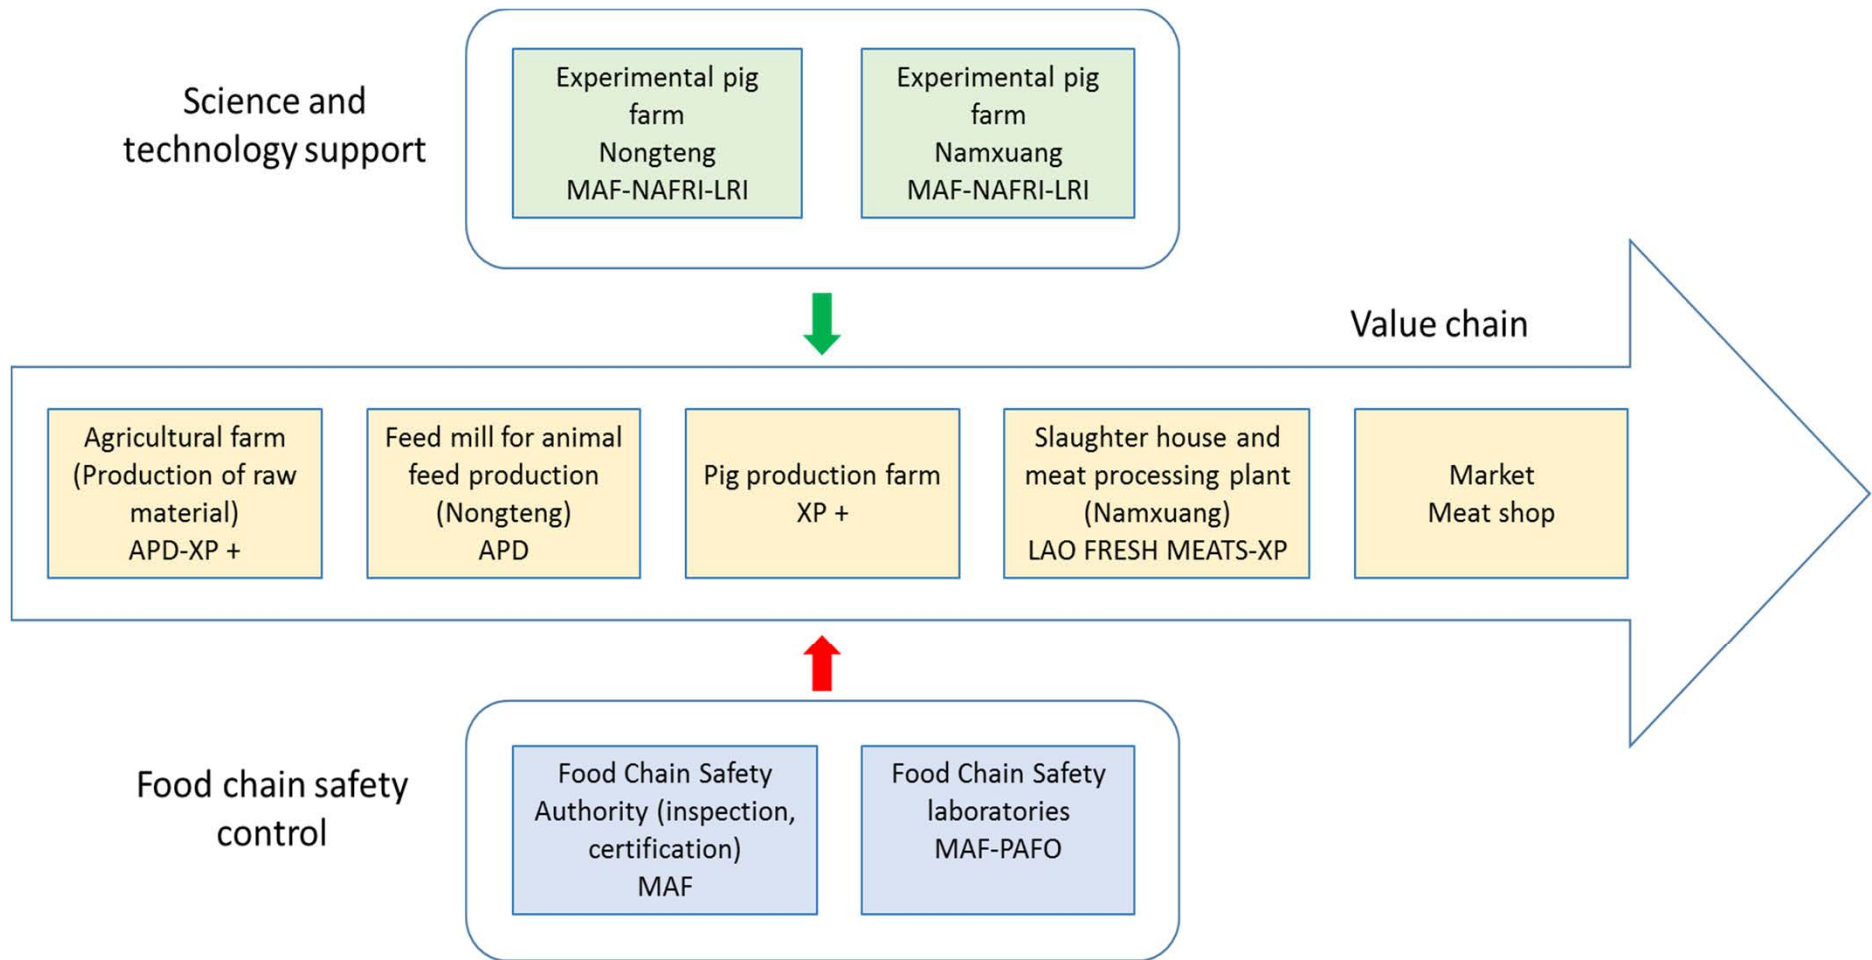 Science and
technology support
Experimental pig
farm
Nongteng
MAF-NAFRI-LRI
Experimental pig
farm
Namxuang
MAF-NAFRI-LRI
Value chain
Agricultural farm
(Production of raw
material)
APD-XP +
Feed mill for animal
feed production
(Nongteng)
APD
Pig production farm
XP +
Slaughter house and
meat processing plant
(Namxuang)
LAO FRESH MEATS-XP
Market
Meat shop
Food chain safety
control
Food Chain Safety
Authority (inspection,
certification)
MAF
Food Chain Safety
laboratories
MAF-PAFO